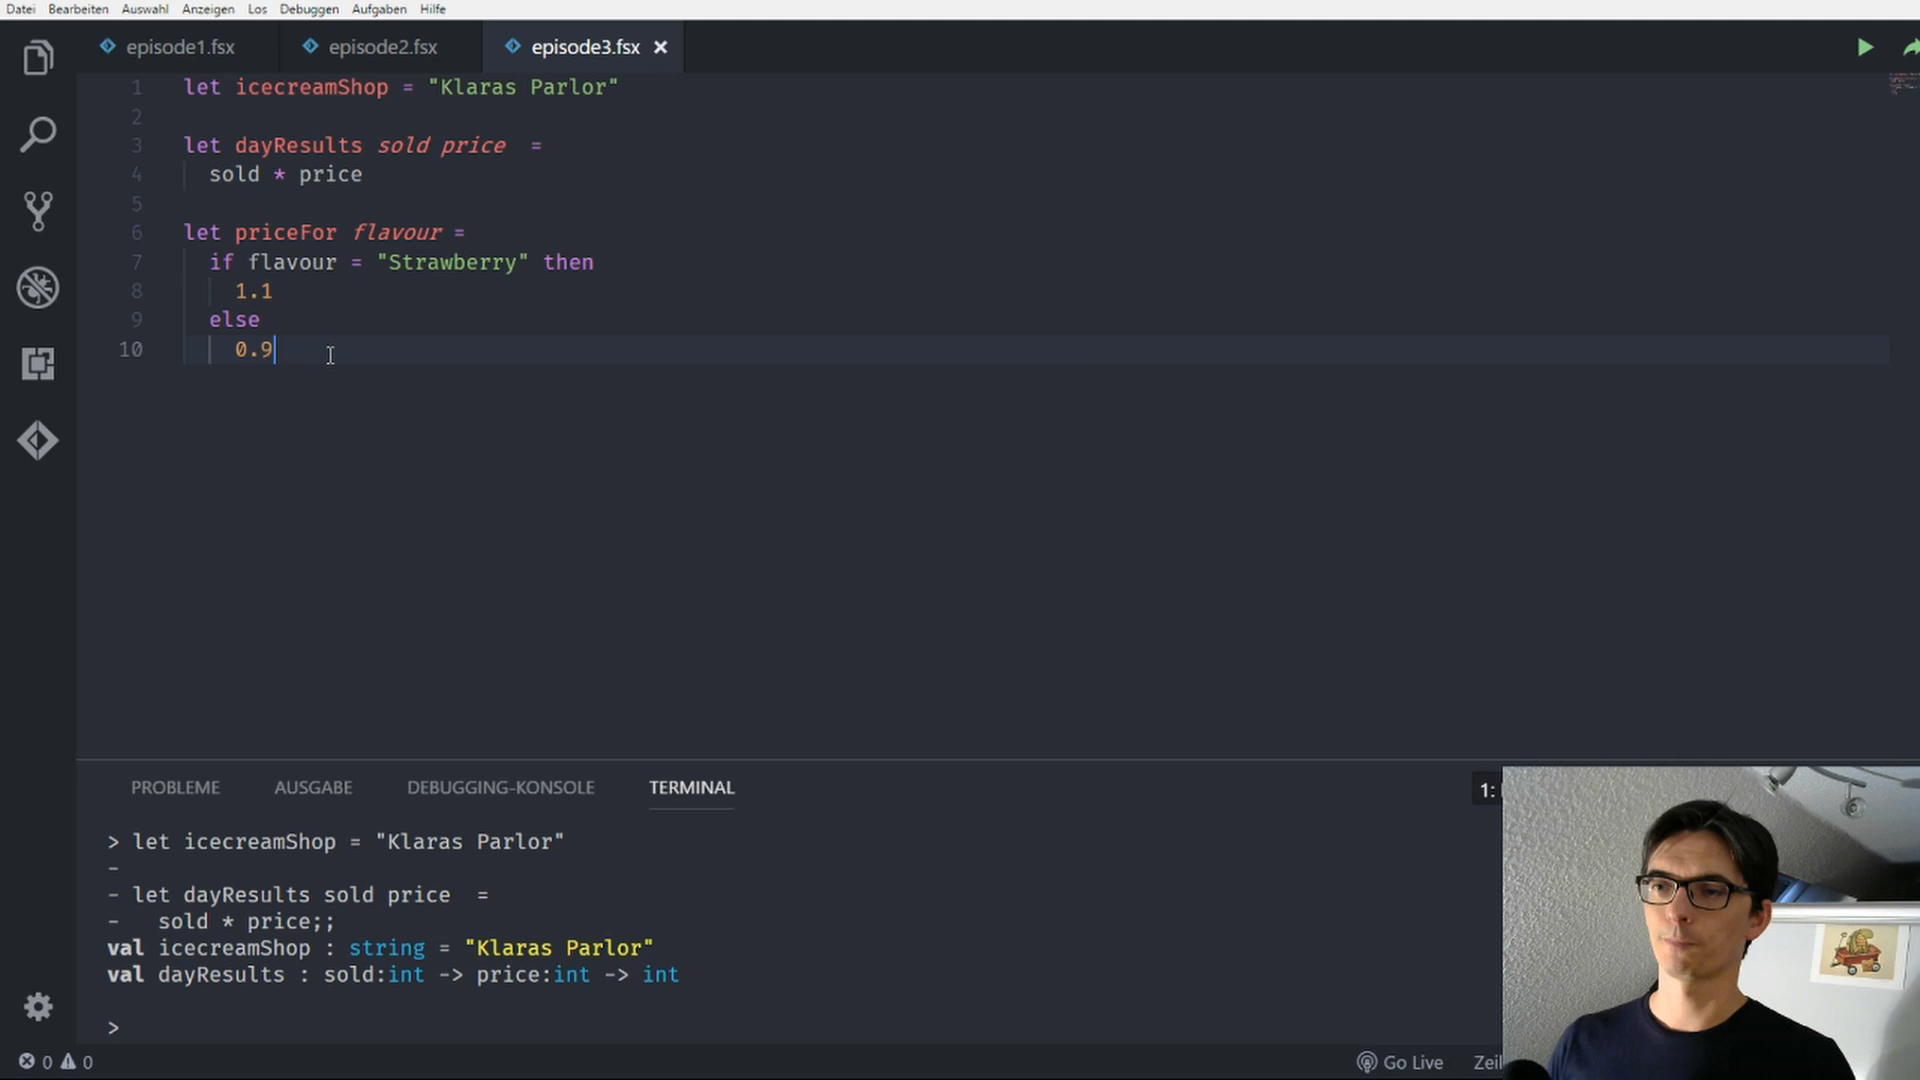 Datei Bearbeiten Auswahl Anzeigen Los Debuggen Aufgaben Hilfe
episode1.fsx episode2.fsx episode3.fsx
1 let icecreamShop = "Klaras Parlor"
2
3 let dayResults sold price  =
4 sold * price
5
6 let priceFor flavour =
7 if flavour = "Strawberry" then
8 1.1
9 else
10 0.9
PROBLEME AUSGABE DEBUGGING-KONSOLE TERMINAL 1:
> let icecreamShop = "Klaras Parlor"
-
- let dayResults sold price  =
-   sold * price;;
val icecreamShop : string = "Klaras Parlor"
val dayResults : sold:int -> price:int -> int
>
0 0 Go Live Zeil